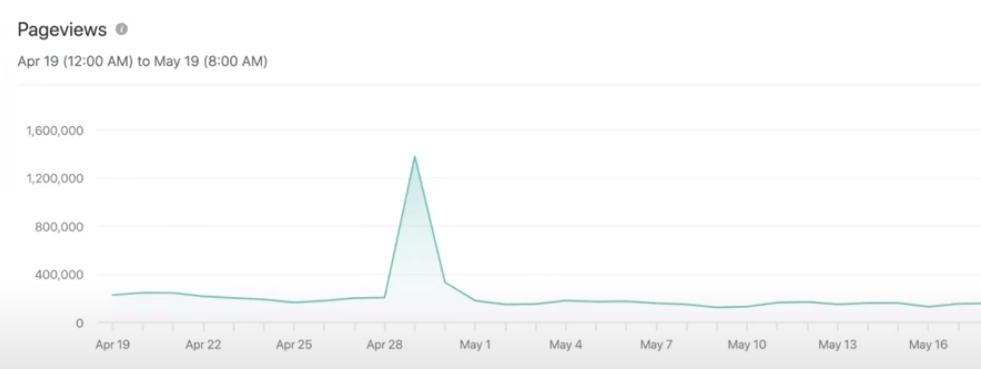 Pageviews
Apr 19 (12:00 AM) to May 19 (8:00 AM)
1,600,000
1,200,000
800,000
400,000
0
Apr 19 Apr 22 Apr 25 Apr 28 May 1 May 4 May 7 May 10 May 13 May 16